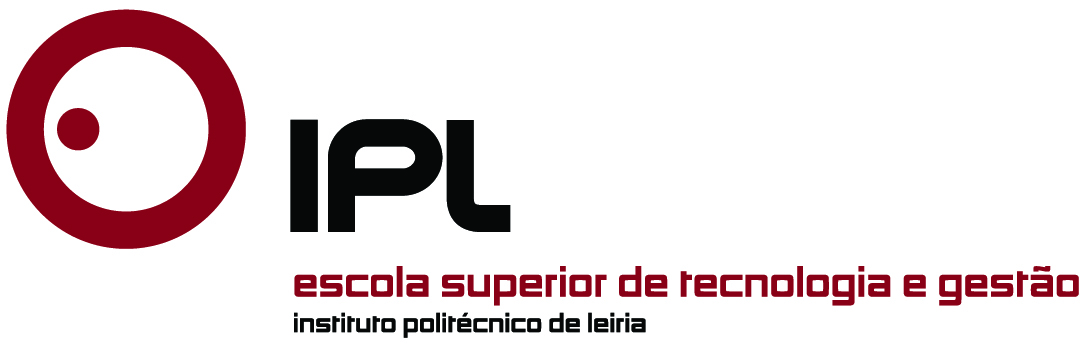 IPL
escola superior de tecnologia e gestão
instituto politécnico de leiria